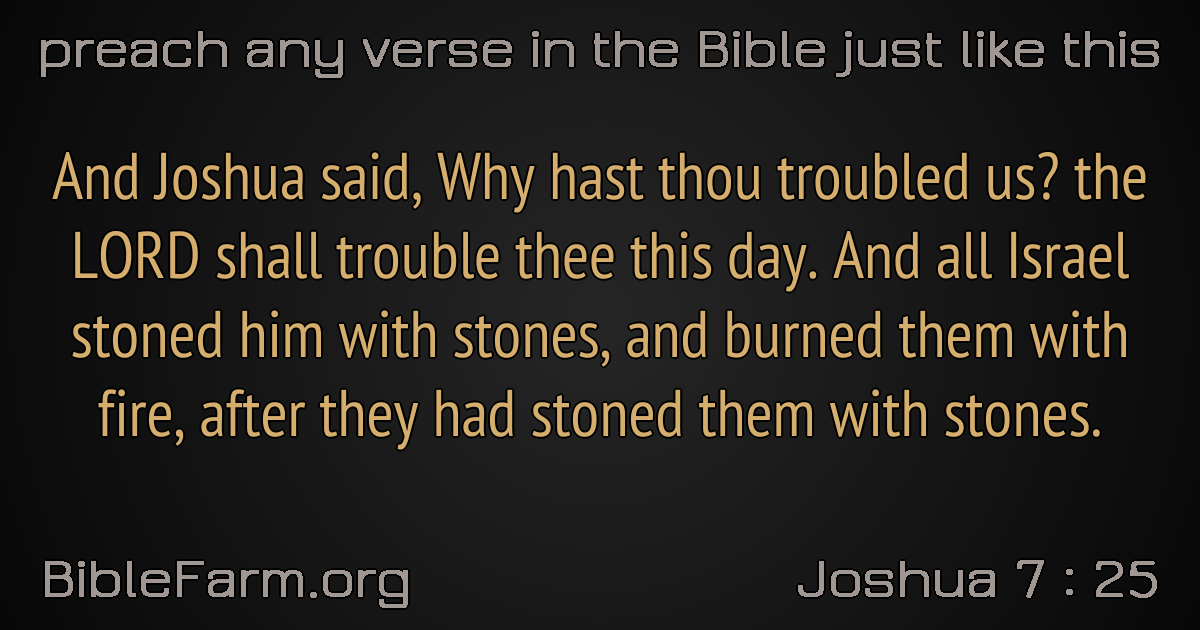 preach any verse in the Bible just like this
And Joshua said, Why hast thou troubled us? the
LORD shall trouble thee this day. And all Israel
stoned him with stones, and burned them with
fire, after they had stoned them with stones.
BibleFarm.org
Joshua 7 : 25